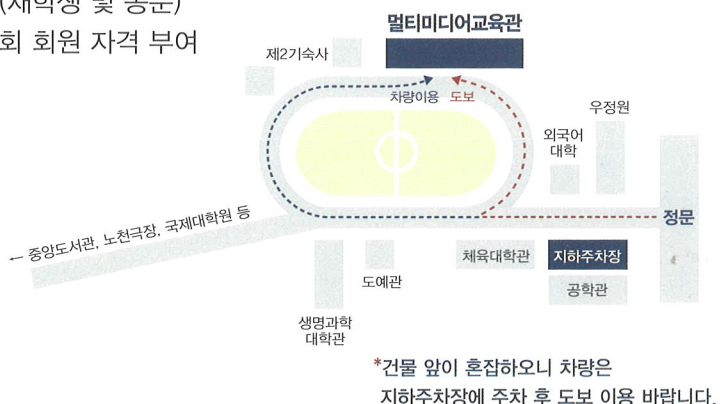 (재학생 및 동문)
회 회원 자격 부여
멀티미디어교육관
제2기숙사
차량이용 도보
우정원
외국어
대학
정문
← 중앙도서관, 노천극장, 국제대학원 등
체육대학관
지하주차장
도예관
공학관
생명과학
대학관
*건물 앞이 혼잡하오니 차량은
지하주차장에 주차 후 도보 이용 바랍니다.